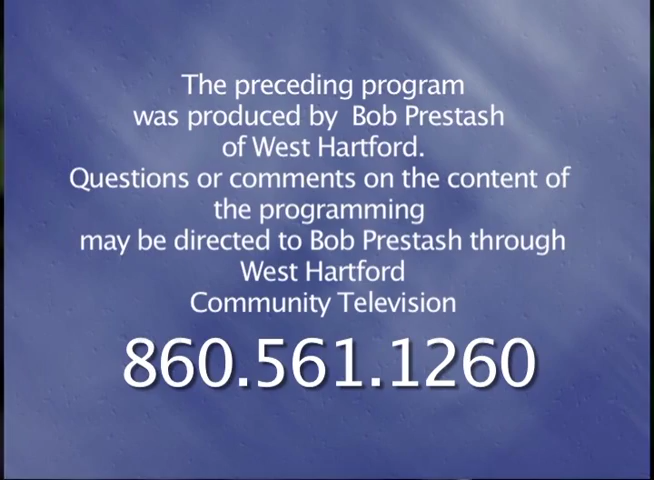 The preceding program
was produced by Bob Prestash
of West Hartford.
Questions or comments on the content of
the programming
may be directed to Bob Prestash through
West Hartford
Community Television
860.561.1260